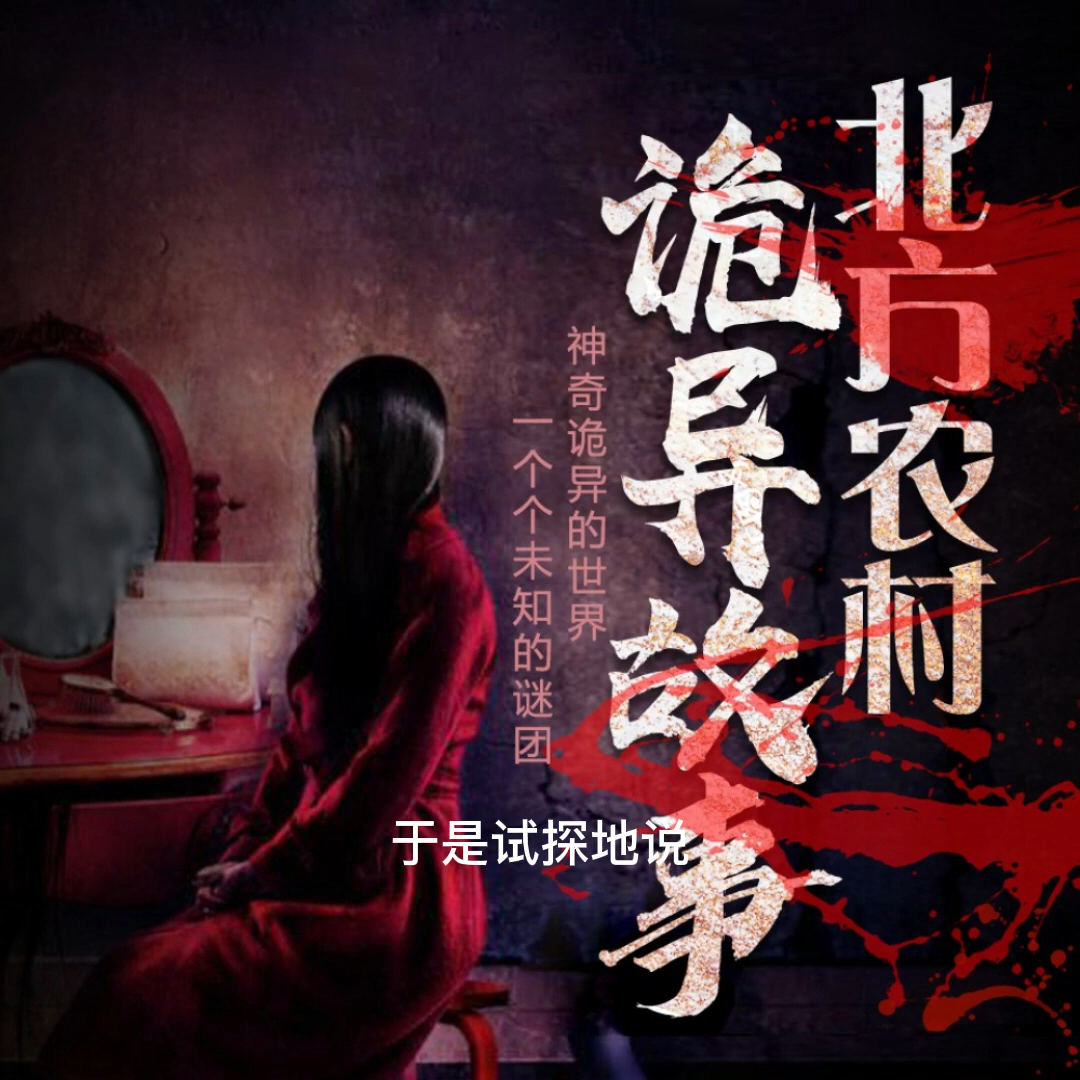 北方农村
诡异故事
神奇诡异的世界
一个个未知的谜团
于是试探地说